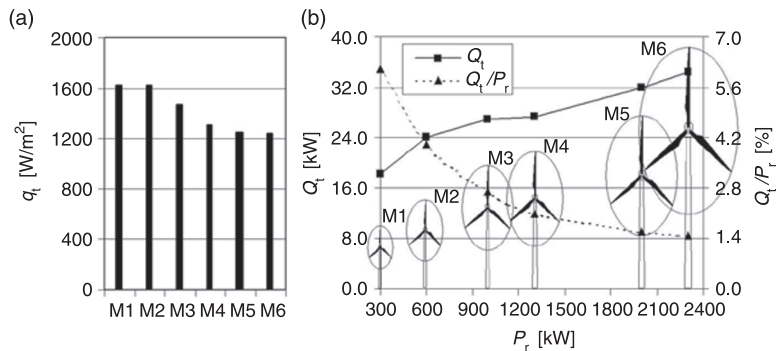 (a)
2000
1600
1200
800
400
0
q_t [W/m²]
M1 M2 M3 M4 M5 M6
(b)
40.0
32.0
24.0
16.0
8.0
0.0
Q_t [kW]
Q_t
Q_t/P_r
M1
M2
M3
M4
M5
M6
7.0
5.6
4.2
2.8
1.4
0.0
Q_t/P_r [%]
300 600 900 1200 1500 1800 2100 2400
P_r [kW]